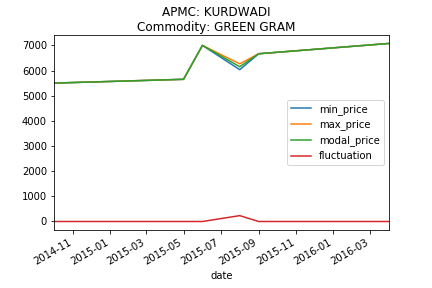 APMC: KURDWADI
Commodity: GREEN GRAM
7000
6000
5000
4000
3000
2000
1000
0
min_price
max_price
modal_price
fluctuation
2014-11
2015-01
2015-03
2015-05
2015-07
2015-09
2015-11
2016-01
2016-03
date